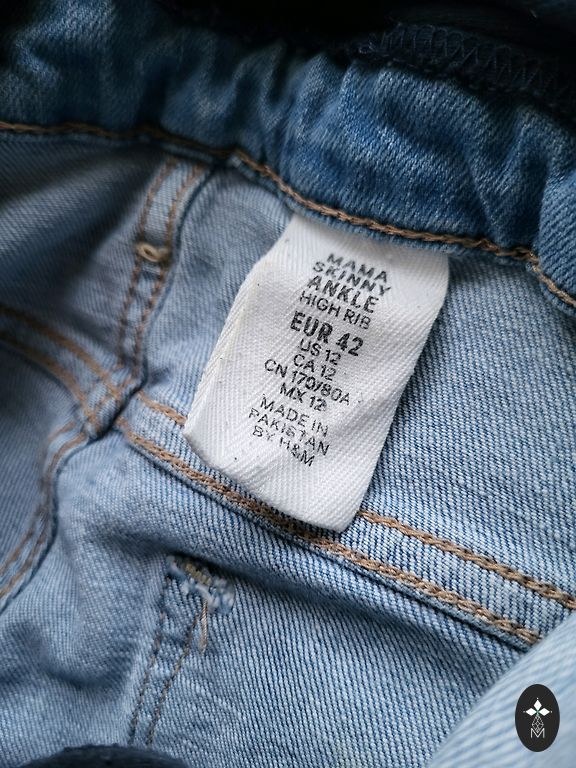 MAMA
SKINNY
ANKLE
HIGH RIB
EUR 42
US 12
CA 12
CN 170/80A
MX 12
MADE IN
PAKISTAN
BY H&M
M